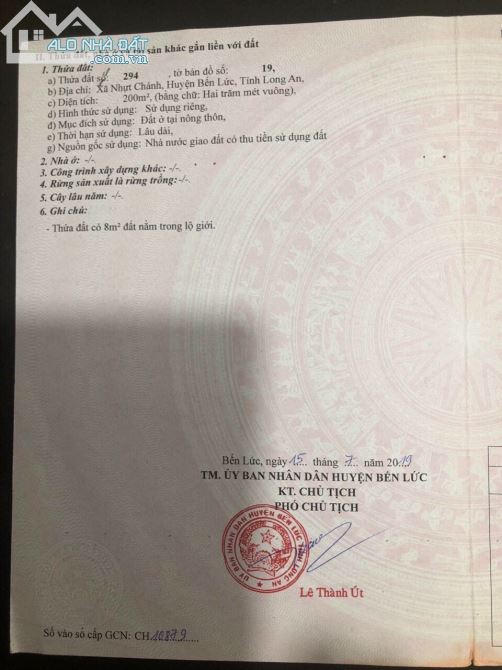 ALO NHÀ ĐẤT
và tài sản khác gắn liền với đất
1. Thửa đất:
a) Thửa đất số: 294 , tờ bản đồ số: 19,
b) Địa chỉ: Xã Nhựt Chánh, Huyện Bến Lức, Tỉnh Long An,
c) Diện tích: 200m², (bằng chữ: Hai trăm mét vuông),
d) Hình thức sử dụng: Sử dụng riêng,
đ) Mục đích sử dụng: Đất ở tại nông thôn,
e) Thời hạn sử dụng: Lâu dài,
g) Nguồn gốc sử dụng: Nhà nước giao đất có thu tiền sử dụng đất
2. Nhà ở: -/-.
3. Công trình xây dựng khác: -/-.
4. Rừng sản xuất là rừng trồng: -/-.
5. Cây lâu năm: -/-.
6. Ghi chú:
- Thửa đất có 8m² đất nằm trong lộ giới.
Bến Lức, ngày 15 tháng 7 năm 2019
TM. ỦY BAN NHÂN DÂN HUYỆN BẾN LỨC
KT. CHỦ TỊCH
PHÓ CHỦ TỊCH
ỦY BAN NHÂN DÂN HUYỆN BẾN LỨC TỈNH LONG AN
Lê Thành Út
Số vào sổ cấp GCN: CH 10879